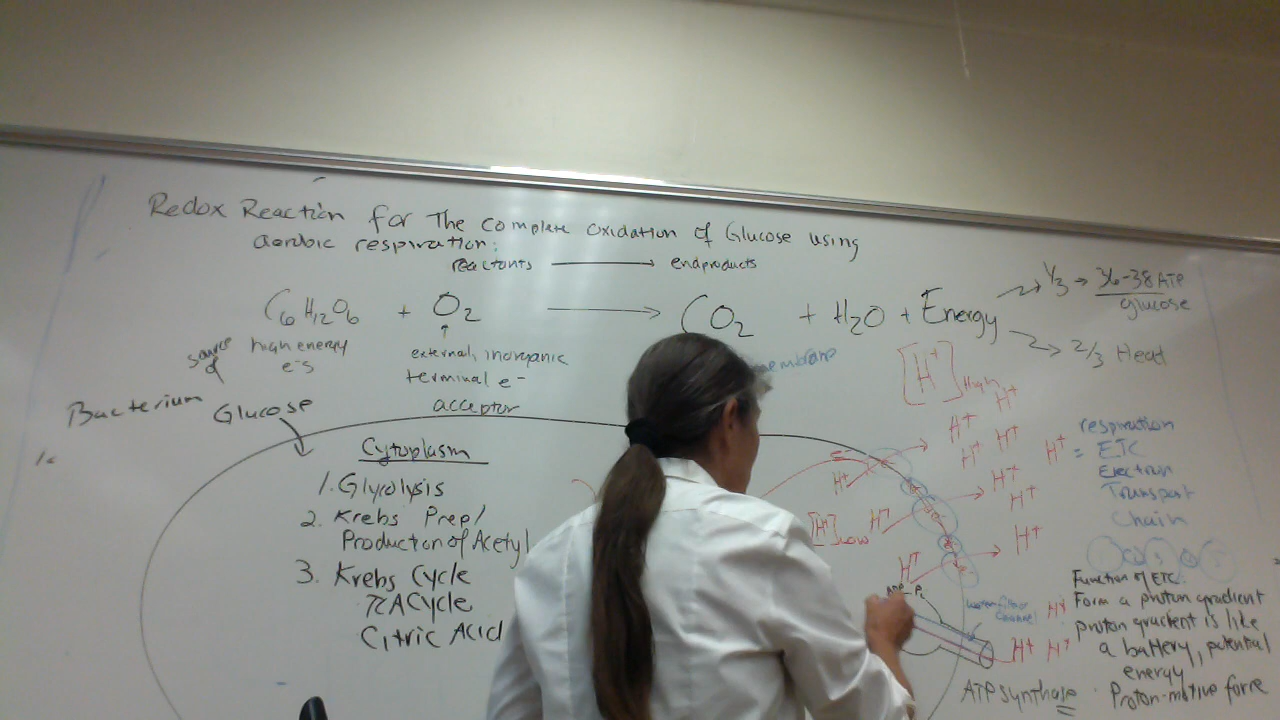 Redox Reaction for The Complete Oxidation of Glucose using
aerobic respiration:
reactants → endproducts
C6H12O6 + O2 → CO2 + H2O + Energy
→ 1/3 → 36-38 ATP
glucose
→ 2/3 Heat
source of
high energy
e-s
↑
external, inorganic
terminal e-
acceptor
membrane
Bacterium
Glucose
Cytoplasm
1. Glycolysis
2. Krebs Prep/
Production of Acetyl
3. Krebs Cycle
TCA Cycle
Citric Acid
[H+] High
H+
H+ H+
H+ H+
H+
H+
H+
e-
H+
[H+] Low H+
H+
Pi
respiration
= ETC
Electron
Transport
Chain
Function of ETC:
Form a proton gradient
proton gradient is like
a battery, potential
energy
Proton-motive force
channel
H+
H+ H+
ATP synthase